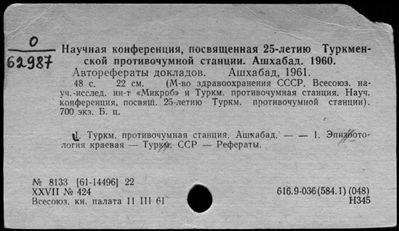 0
62987
Научная конференция, посвященная 25-летию Туркмен-
ской противочумной станции. Ашхабад. 1960.
Авторефераты докладов. Ашхабад, 1961.
48 с. 22 см. (М-во здравоохранения СССР. Всесоюз. на-
уч.-исслед. ин-т «Микроб» и Туркм. противочумная станция. Науч.
конференция, посвящ. 25-летию Туркм. противочумной станции).
700 экз. Б. ц.
I. Туркм. противочумная станция, Ашхабад. — — 1. Эпизоото-
логия краевая — Туркм. ССР — Рефераты.
№ 8133 [61-14496] 22
XXVII № 424
Всесоюз. кн. палата 11 III 61
616.9-036(584.1) (048)
Н345